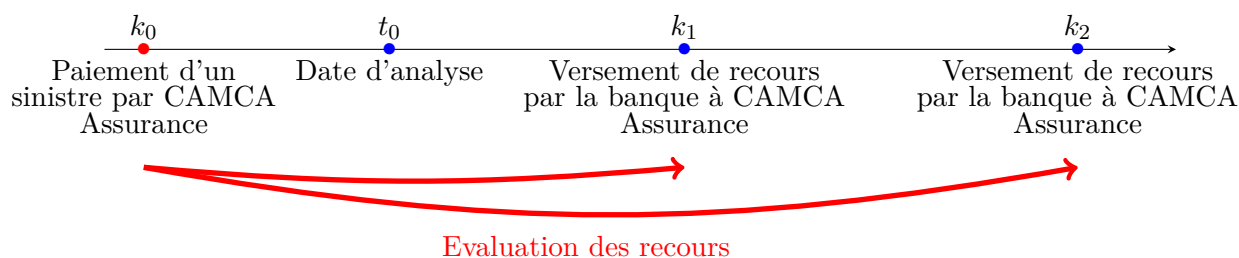 k₀ t₀ k₁ k₂
Paiement d'un Date d'analyse Versement de recours Versement de recours
sinistre par CAMCA par la banque à CAMCA par la banque à CAMCA
Assurance Assurance Assurance
Evaluation des recours